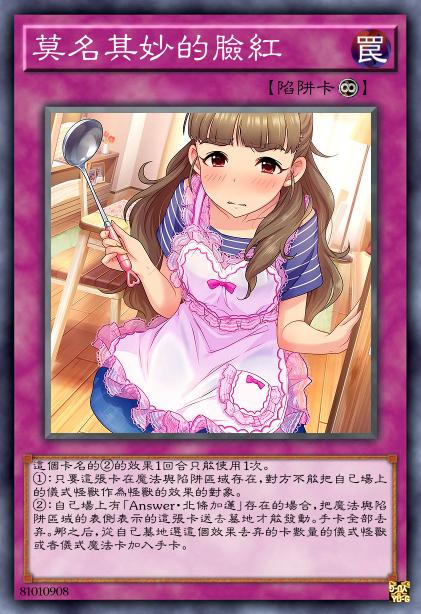 莫名其妙的臉紅
罠
【陷阱卡♾】
這個卡名的②的效果1回合只能使用1次。
①:只要這張卡在魔法與陷阱區域存在,對方不能把自己場上
的儀式怪獸作為怪獸的效果的對象。
②:自己場上有「Answer・北條加蓮」存在的場合,把魔法與陷
阱區域的表側表示的這張卡送去墓地才能發動。手卡全部丟
棄。那之後,從自己墓地選這個效果丟棄的卡數量的儀式怪獸
或者儀式魔法卡加入手卡。
81010908